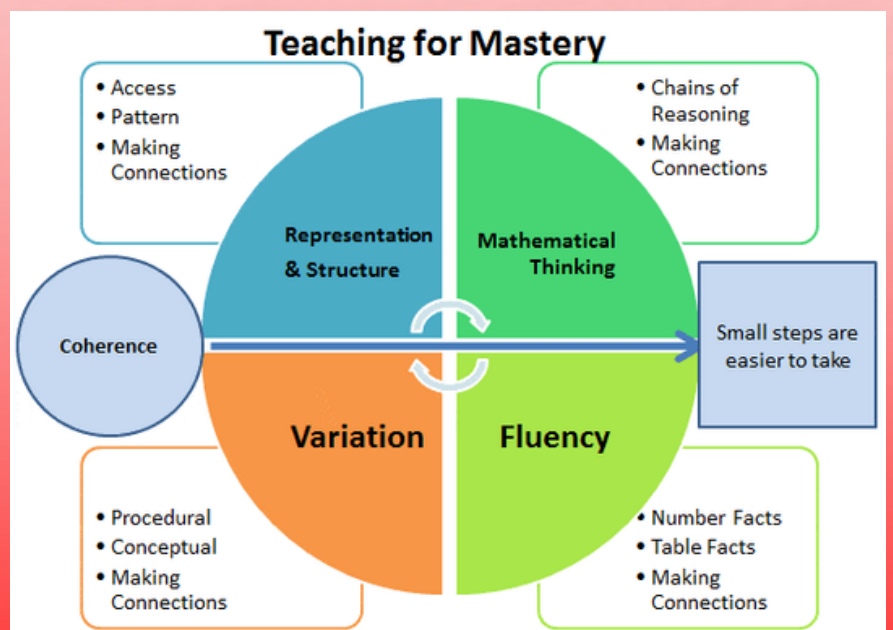 Teaching for Mastery
• Access
• Pattern
• Making
Connections
• Chains of
Reasoning
• Making
Connections
Representation
& Structure
Mathematical
Thinking
Coherence
Small steps are
easier to take
Variation
Fluency
• Procedural
• Conceptual
• Making
Connections
• Number Facts
• Table Facts
• Making
Connections